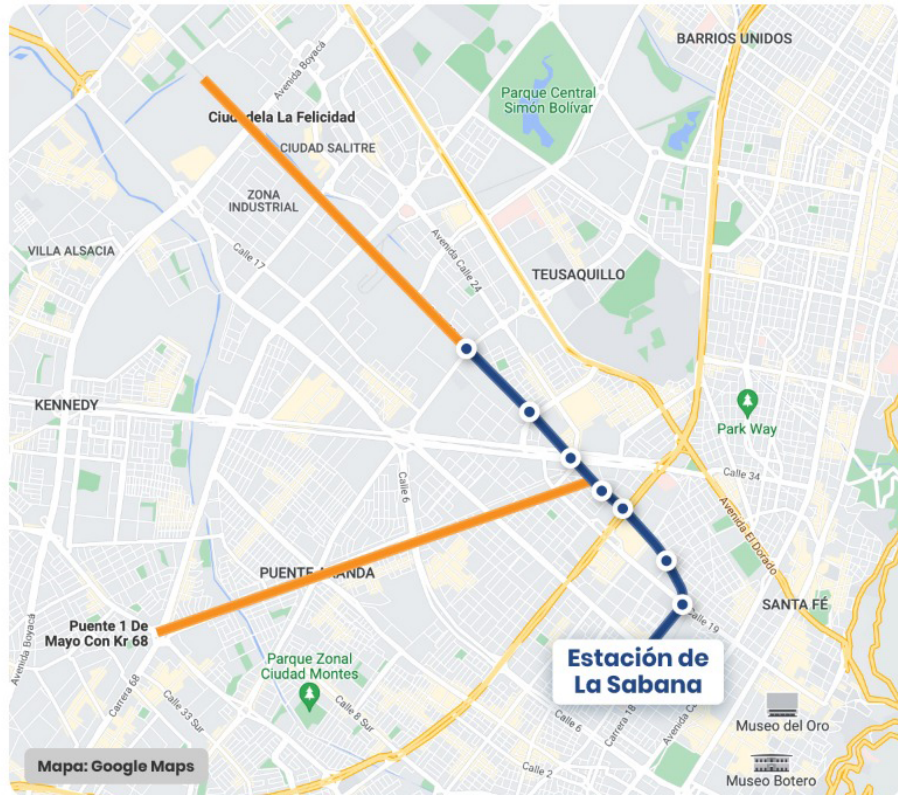 BARRIOS UNIDOS
Avenida Boyacá
Parque Central
Simón Bolívar
Ciudadela La Felicidad
CIUDAD SALITRE
ZONA
INDUSTRIAL
VILLA ALSACIA
Calle 17
Avenida Calle 24
TEUSAQUILLO
KENNEDY
Park Way
Calle 34
Calle 6
Avenida El Dorado
PUENTE ARANDA
SANTA FÉ
Calle 19
Puente 1 De
Mayo Con Kr 68
Avenida Boyacá
Estación de
La Sabana
Parque Zonal
Ciudad Montes
Carrera 68
Calle 33 Sur
Calle 8 Sur
Calle 6
Carrera 18
Avenida C
Museo del Oro
Calle 2
Mapa: Google Maps
Museo Botero